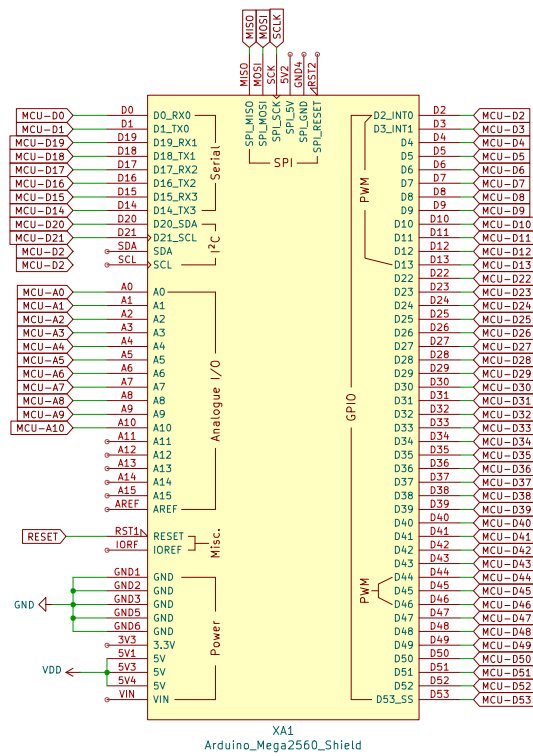 MISO
MOSI
SCLK
MISO
MOSI
SCK
5V2
GND4
RST2
SPI_MISO
SPI_MOSI
SPI_SCK
SPI_5V
SPI_GND
SPI_RESET
SPI
MCU-D0 D0 D0_RX0
MCU-D1 D1 D1_TX0
MCU-D19 D19 D19_RX1
MCU-D18 D18 D18_TX1
MCU-D17 D17 D17_RX2
MCU-D16 D16 D16_TX2
MCU-D15 D15 D15_RX3
MCU-D14 D14 D14_TX3
Serial
MCU-D20 D20 D20_SDA
MCU-D21 D21 D21_SCL
MCU-D2 SDA SDA
MCU-D2 SCL SCL
I²C
MCU-A0 A0 A0
MCU-A1 A1 A1
MCU-A2 A2 A2
MCU-A3 A3 A3
MCU-A4 A4 A4
MCU-A5 A5 A5
MCU-A6 A6 A6
MCU-A7 A7 A7
MCU-A8 A8 A8
MCU-A9 A9 A9
MCU-A10 A10 A10
A11 A11
A12 A12
A13 A13
A14 A14
A15 A15
AREF AREF
Analogue I/O
RESET RST1 RESET
IORF IOREF
Misc.
GND1 GND
GND2 GND
GND GND3 GND
GND5 GND
GND6 GND
3V3 3.3V
5V1 5V
VDD 5V3 5V
5V4 5V
VIN VIN
Power
D2_INT0 D2 MCU-D2
D3_INT1 D3 MCU-D3
D4 D4 MCU-D4
D5 D5 MCU-D5
D6 D6 MCU-D6
D7 D7 MCU-D7
D8 D8 MCU-D8
D9 D9 MCU-D9
D10 D10 MCU-D10
D11 D11 MCU-D11
D12 D12 MCU-D12
D13 D13 MCU-D13
PWM
D22 D22 MCU-D22
D23 D23 MCU-D23
D24 D24 MCU-D24
D25 D25 MCU-D25
D26 D26 MCU-D26
D27 D27 MCU-D27
D28 D28 MCU-D28
D29 D29 MCU-D29
D30 D30 MCU-D30
D31 D31 MCU-D31
D32 D32 MCU-D32
D33 D33 MCU-D33
D34 D34 MCU-D34
D35 D35 MCU-D35
D36 D36 MCU-D36
D37 D37 MCU-D37
D38 D38 MCU-D38
D39 D39 MCU-D39
D40 D40 MCU-D40
D41 D41 MCU-D41
D42 D42 MCU-D42
D43 D43 MCU-D43
D44 D44 MCU-D44
D45 D45 MCU-D45
D46 D46 MCU-D46
PWM
D47 D47 MCU-D47
D48 D48 MCU-D48
D49 D49 MCU-D49
D50 D50 MCU-D50
D51 D51 MCU-D51
D52 D52 MCU-D52
D53_SS D53 MCU-D53
GPIO
XA1
Arduino_Mega2560_Shield